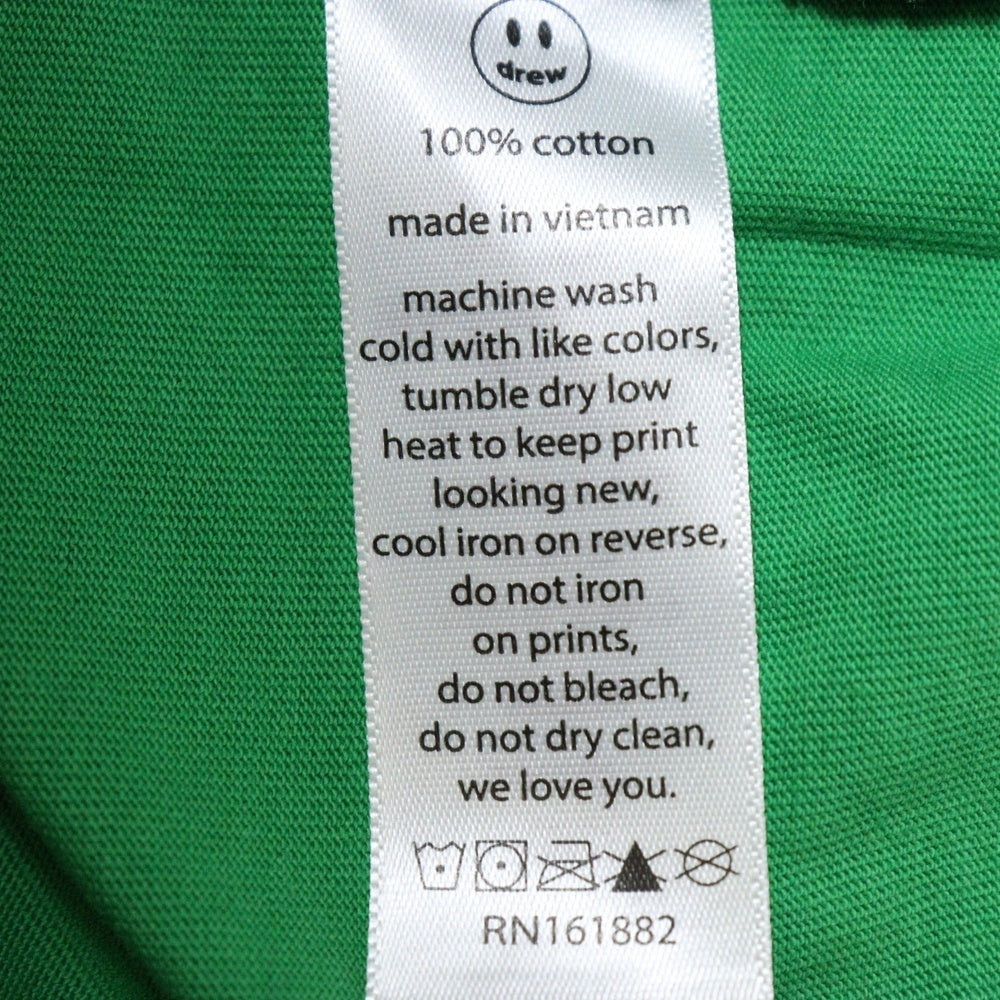 drew
100% cotton
made in vietnam
machine wash
cold with like colors,
tumble dry low
heat to keep print
looking new,
cool iron on reverse,
do not iron
on prints,
do not bleach,
do not dry clean,
we love you.
RN161882